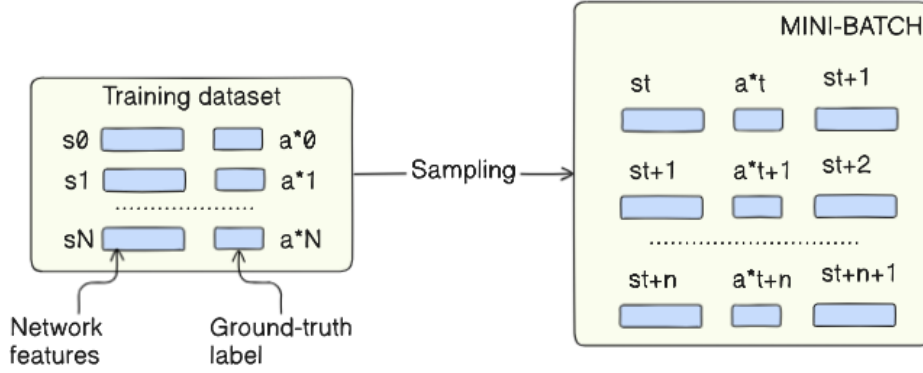 MINI-BATCH
Training dataset
s0 a*0
s1 a*1
sN a*N
Network
features
Ground-truth
label
Sampling
st a*t st+1
st+1 a*t+1 st+2
st+n a*t+n st+n+1